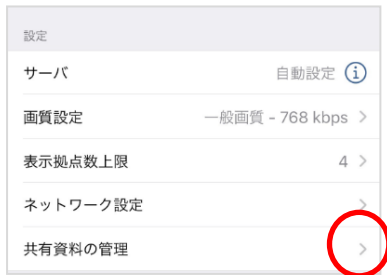 設定
サーバ 自動設定
画質設定 一般画質 - 768 kbps
表示拠点数上限 4
ネットワーク設定
共有資料の管理